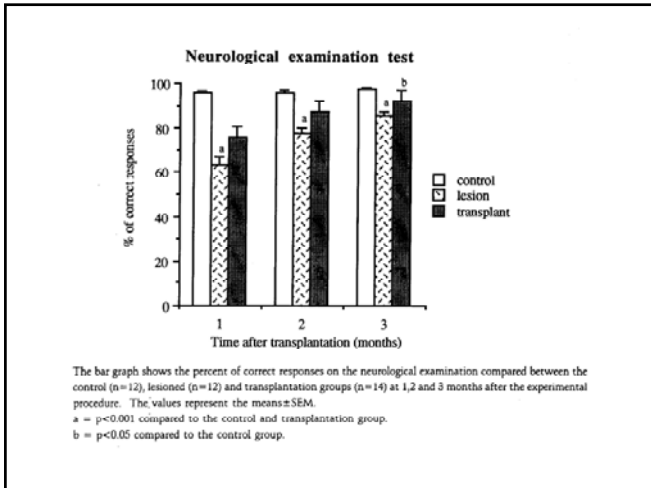 Neurological examination test
100
80
60
40
20
0
% of correct responses
a
a
a
b
control
lesion
transplant
1 2 3
Time after transplantation (months)
The bar graph shows the percent of correct responses on the neurological examination compared between the
control (n=12), lesioned (n=12) and transplantation groups (n=14) at 1,2 and 3 months after the experimental
procedure. The values represent the means±SEM.
a = p<0.001 compared to the control and transplantation group.
b = p<0.05 compared to the control group.